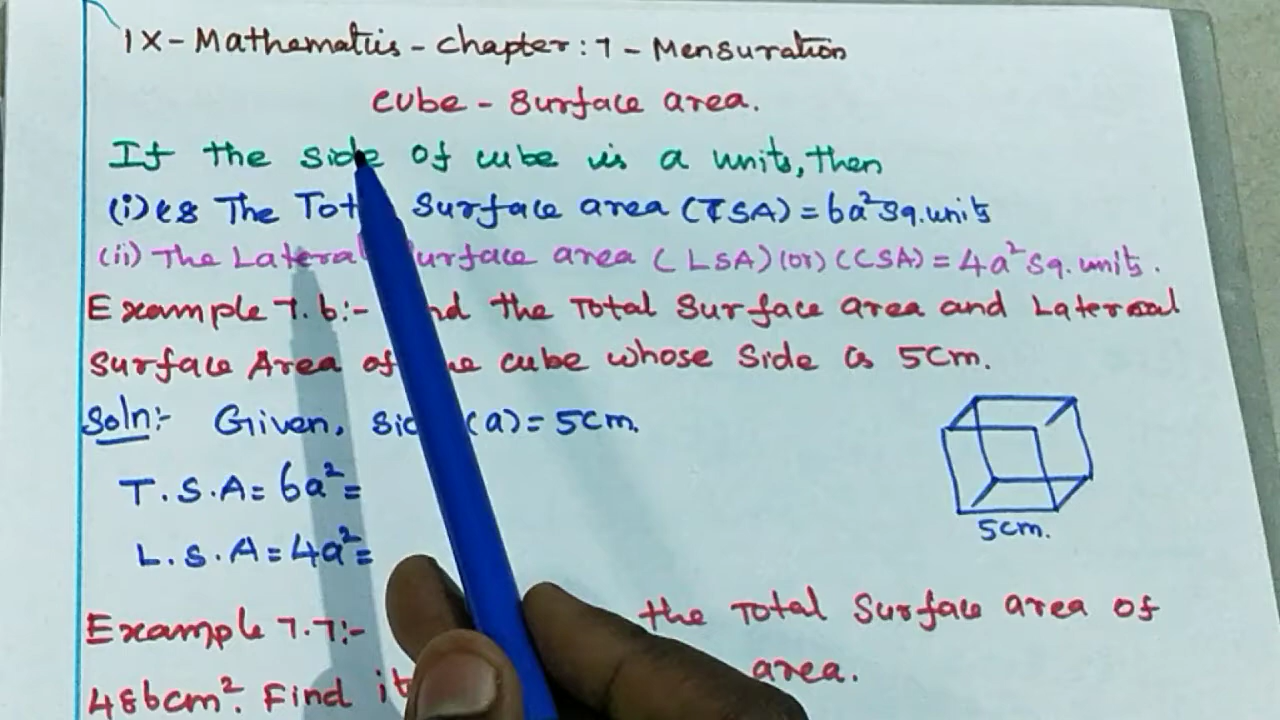 IX - Mathematics - Chapter: 7 - Mensuration
Cube - Surface area.
If the side of cube is a units, then
(i) The Surface area (TSA) = 6a² sq. units
(ii) The Lateral Surface area (LSA) (or) (CSA) = 4a² sq. units.
Example 7.6:- the Total Surface area and Lateral
Surface Area of cube whose Side is 5cm.
Soln:- Given, (a) = 5cm.
T.S.A = 6a² =
L.S.A = 4a² =
5cm.
Example 7.7:- the Total Surface area of
486cm². Find area.